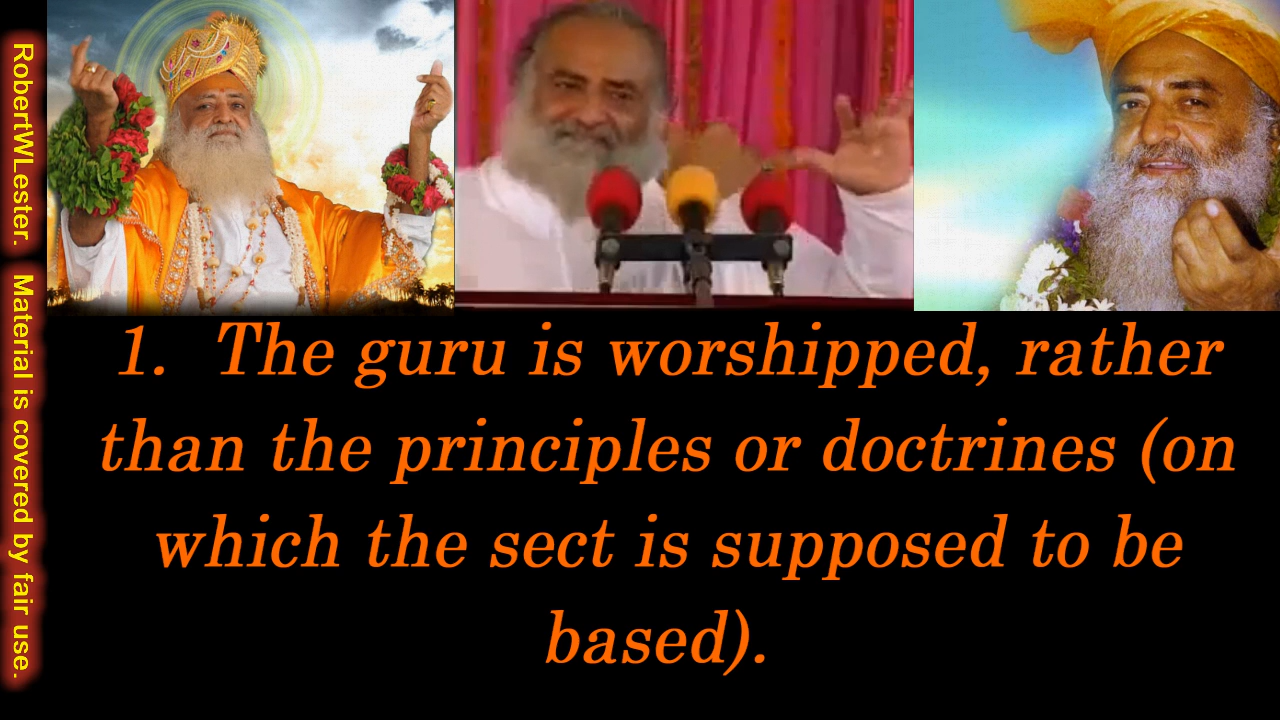 RobertWLester. Material is covered by fair use.
1. The guru is worshipped, rather
than the principles or doctrines (on
which the sect is supposed to be
based).